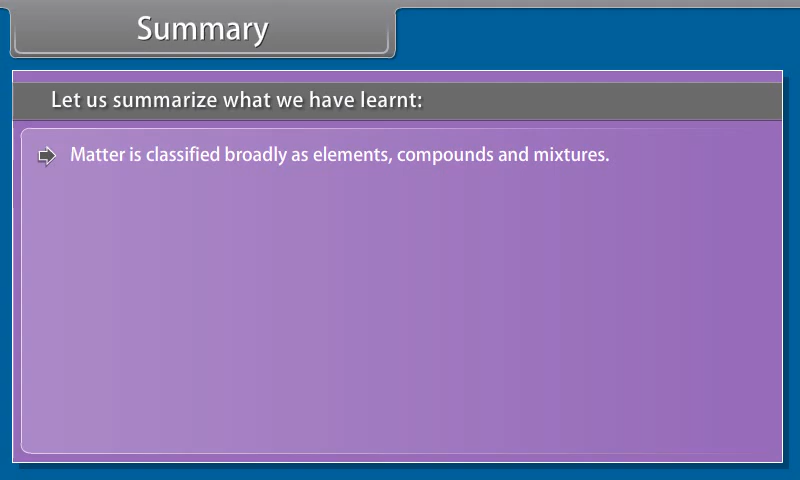 Summary
Let us summarize what we have learnt:
Matter is classified broadly as elements, compounds and mixtures.